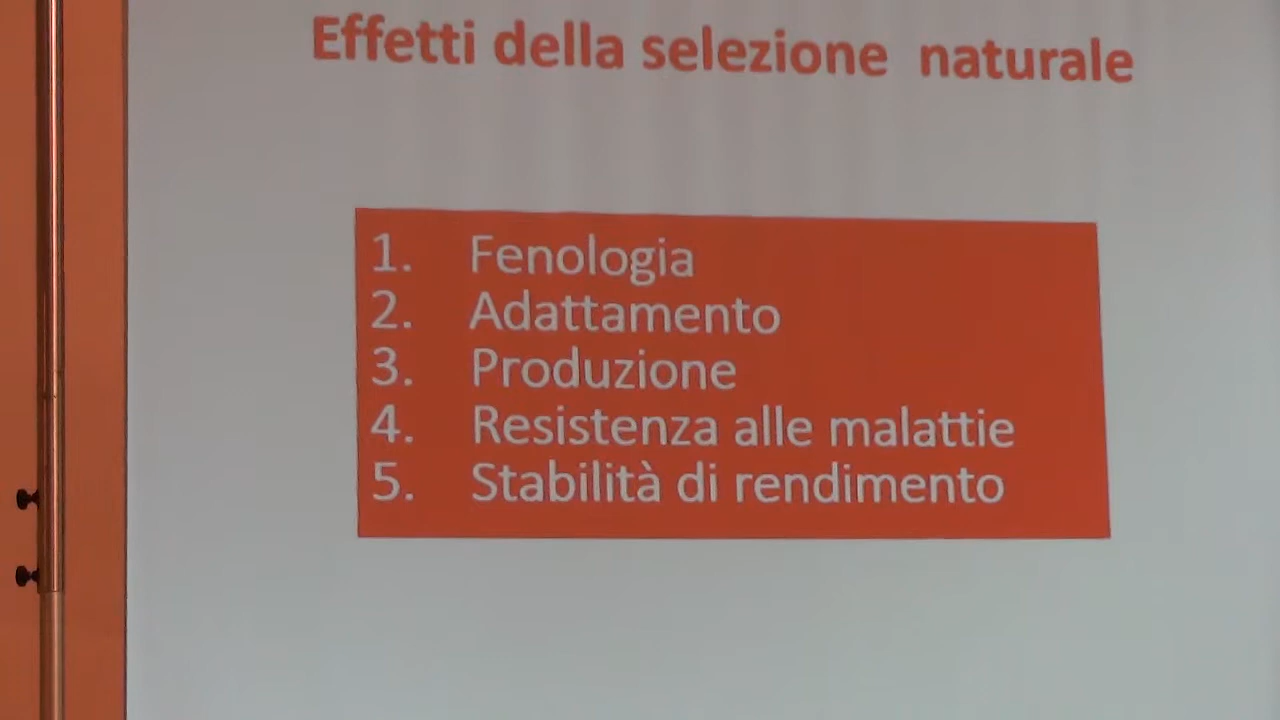 Effetti della selezione naturale
1. Fenologia
2. Adattamento
3. Produzione
4. Resistenza alle malattie
5. Stabilità di rendimento